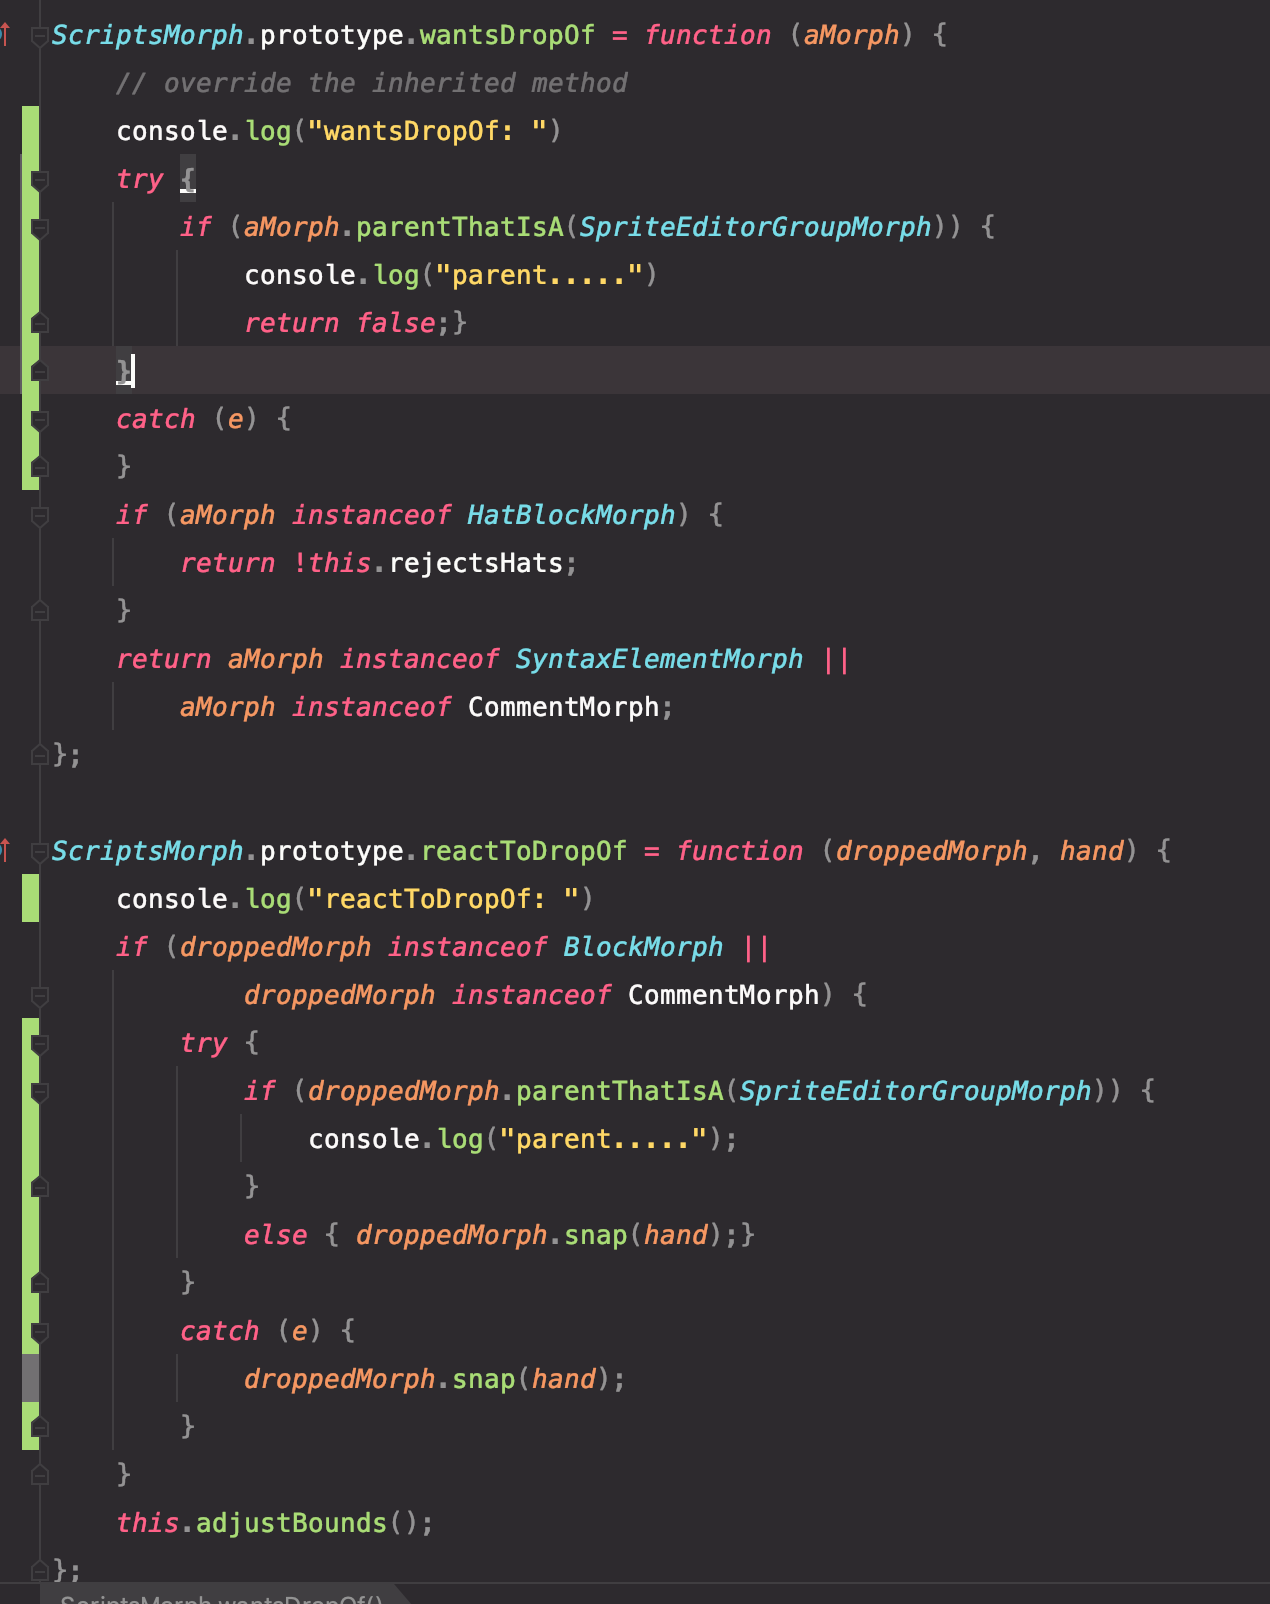 ScriptsMorph.prototype.wantsDropOf = function (aMorph) {
// override the inherited method
console.log("wantsDropOf: ")
try {
if (aMorph.parentThatIsA(SpriteEditorGroupMorph)) {
console.log("parent.....")
return false;}
}
catch (e) {
}
if (aMorph instanceof HatBlockMorph) {
return !this.rejectsHats;
}
return aMorph instanceof SyntaxElementMorph ||
aMorph instanceof CommentMorph;
};
ScriptsMorph.prototype.reactToDropOf = function (droppedMorph, hand) {
console.log("reactToDropOf: ")
if (droppedMorph instanceof BlockMorph ||
droppedMorph instanceof CommentMorph) {
try {
if (droppedMorph.parentThatIsA(SpriteEditorGroupMorph)) {
console.log("parent.....");
}
else { droppedMorph.snap(hand);}
}
catch (e) {
droppedMorph.snap(hand);
}
}
this.adjustBounds();
};
ScriptsMorph.wantsDropOf()